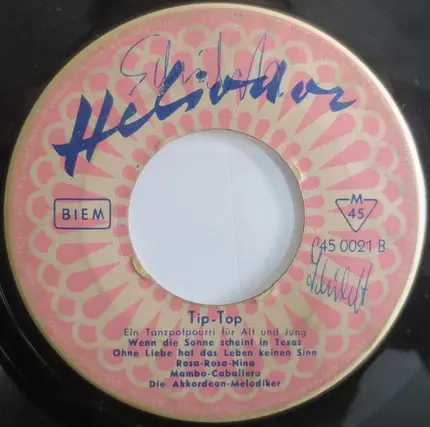 Heliodor
BIEM
M
45
45 0021 B
Tip-Top
Ein Tanzpotpourri für Alt und Jung
Wenn die Sonne scheint in Texas
Ohne Liebe hat das Leben keinen Sinn
Rosa-Rosa-Nina
Mambo-Caballero
Die Akkordeon-Melodiker